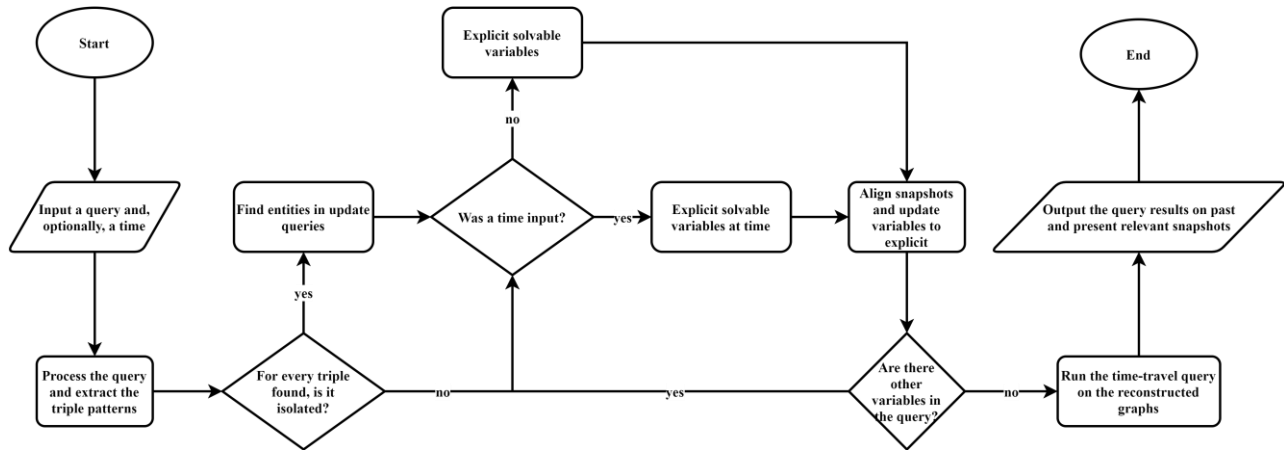 Start
Input a query and,
optionally, a time
Process the query
and extract the
triple patterns
For every triple
found, is it
isolated?
yes
no
Find entities in update
queries
Was a time input?
no
yes
Explicit solvable
variables
Explicit solvable
variables at time
Align snapshots
and update
variables to
explicit
Are there
other
variables in
the query?
yes
no
Run the time-travel query
on the reconstructed
graphs
Output the query results on past
and present relevant snapshots
End